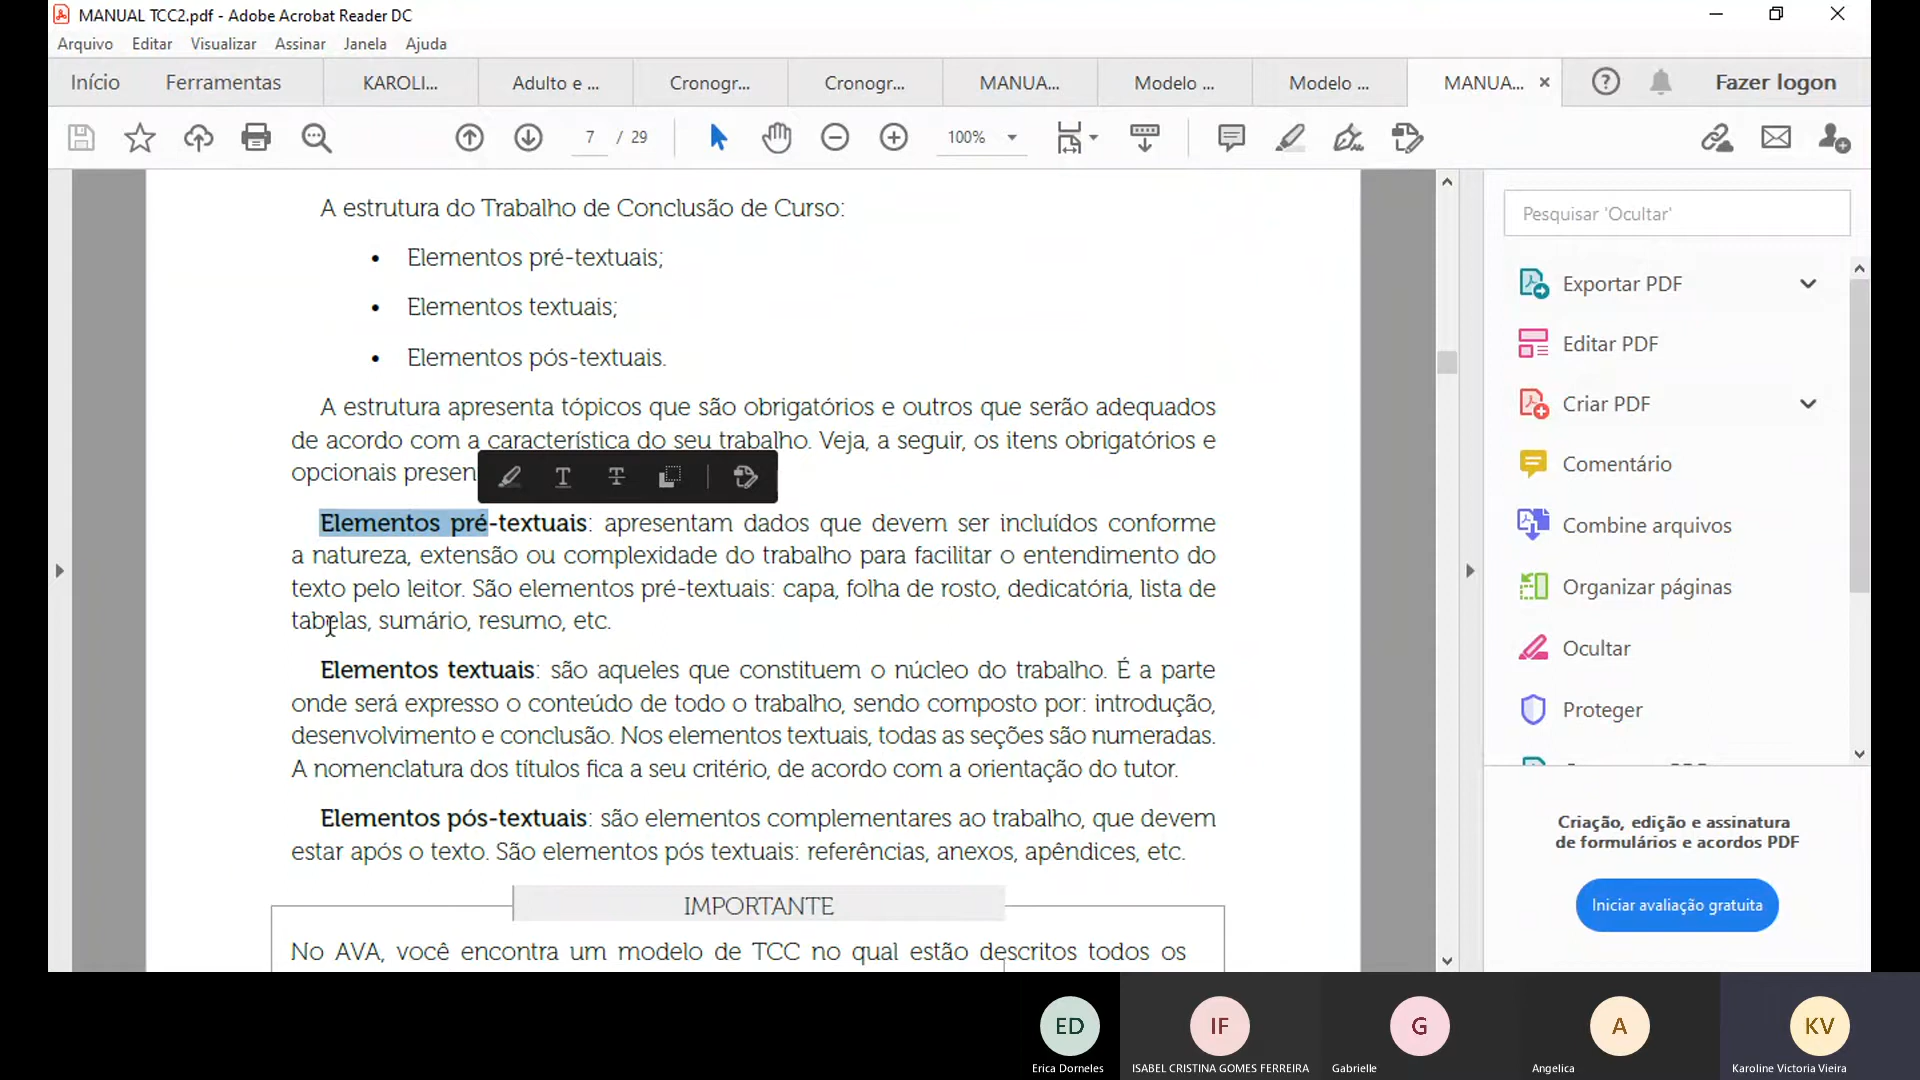 MANUAL TCC2.pdf - Adobe Acrobat Reader DC
Arquivo Editar Visualizar Assinar Janela Ajuda
Início Ferramentas KAROLI... Adulto e ... Cronogr... Cronogr... MANUA... Modelo ... Modelo ... MANUA... Fazer logon
7 / 29 100%
A estrutura do Trabalho de Conclusão de Curso:
• Elementos pré-textuais;
• Elementos textuais;
• Elementos pós-textuais.
A estrutura apresenta tópicos que são obrigatórios e outros que serão adequados
de acordo com a característica do seu trabalho. Veja, a seguir, os itens obrigatórios e
opcionais presen
Elementos pré-textuais: apresentam dados que devem ser incluídos conforme
a natureza, extensão ou complexidade do trabalho para facilitar o entendimento do
texto pelo leitor. São elementos pré-textuais: capa, folha de rosto, dedicatória, lista de
tabelas, sumário, resumo, etc.
Elementos textuais: são aqueles que constituem o núcleo do trabalho. É a parte
onde será expresso o conteúdo de todo o trabalho, sendo composto por: introdução,
desenvolvimento e conclusão. Nos elementos textuais, todas as seções são numeradas.
A nomenclatura dos títulos fica a seu critério, de acordo com a orientação do tutor.
Elementos pós-textuais: são elementos complementares ao trabalho, que devem
estar após o texto. São elementos pós textuais: referências, anexos, apêndices, etc.
IMPORTANTE
No AVA, você encontra um modelo de TCC no qual estão descritos todos os
Pesquisar 'Ocultar'
Exportar PDF
Editar PDF
Criar PDF
Comentário
Combine arquivos
Organizar páginas
Ocultar
Proteger
Criação, edição e assinatura
de formulários e acordos PDF
Iniciar avaliação gratuita
ED IF G A KV
Erica Dorneles ISABEL CRISTINA GOMES FERREIRA Gabrielle Angelica Karoline Victoria Vieira